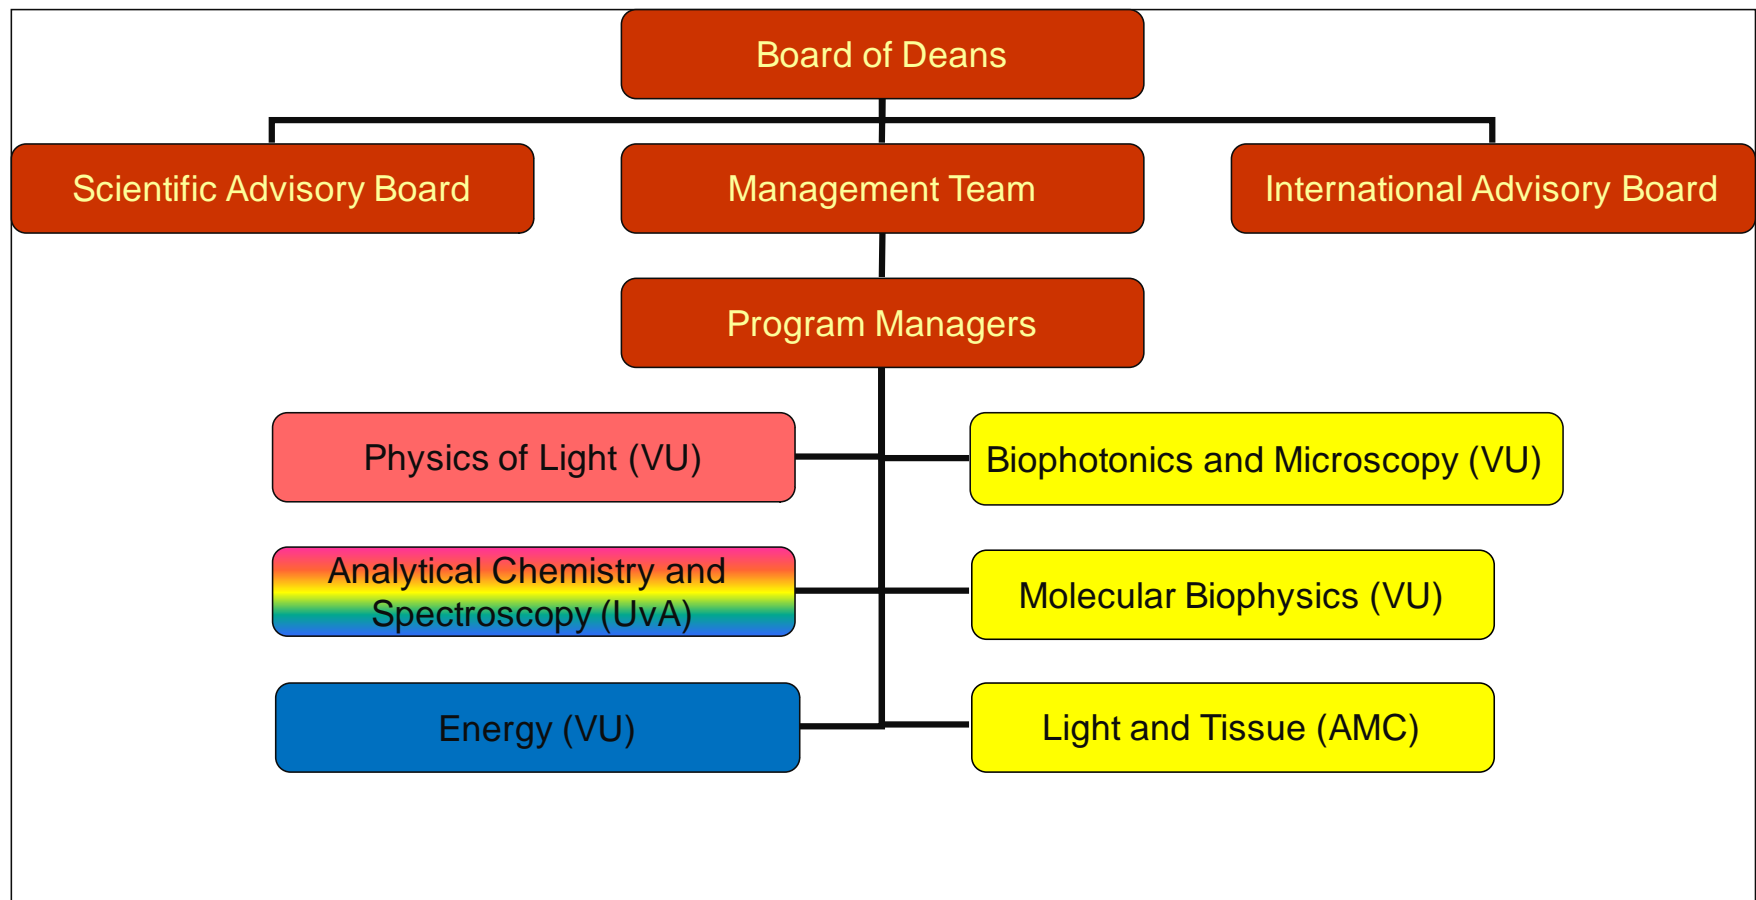 Board of Deans
Scientific Advisory Board
Management Team
International Advisory Board
Program Managers
Physics of Light (VU)
Biophotonics and Microscopy (VU)
Analytical Chemistry and
Spectroscopy (UvA)
Molecular Biophysics (VU)
Energy (VU)
Light and Tissue (AMC)